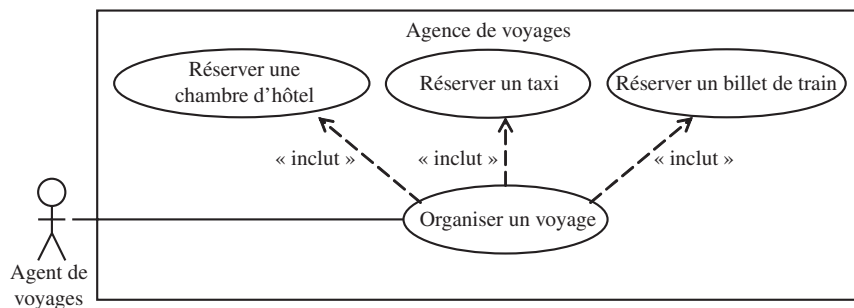 Agence de voyages
Réserver une
chambre d’hôtel
Réserver un taxi
Réserver un billet de train
« inclut »
« inclut »
« inclut »
Organiser un voyage
Agent de
voyages